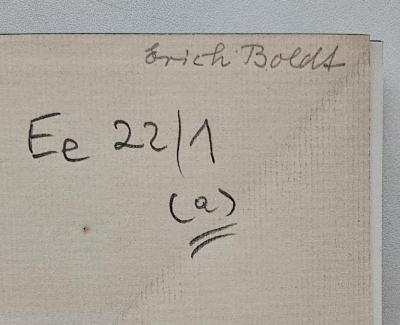 Erich Boldt
Ee 22/1
(a)